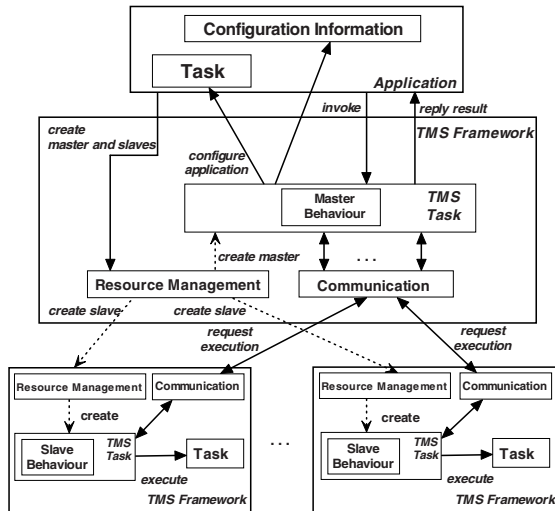 Configuration Information
Task
Application
create
master and slaves
invoke
reply result
TMS Framework
configure
application
Master
Behaviour
TMS
Task
create master
. . .
Resource Management
Communication
create slave
create slave
request
execution
request
execution
Resource Management
Communication
create
Slave
Behaviour
TMS
Task
Task
execute
TMS Framework
. . .
Resource Management
Communication
create
Slave
Behaviour
TMS
Task
Task
execute
TMS Framework